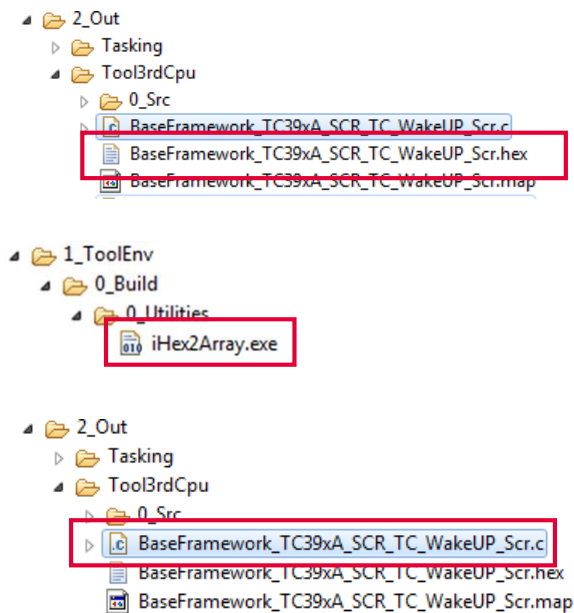 2_Out
Tasking
Tool3rdCpu
0_Src
BaseFramework_TC39xA_SCR_TC_WakeUP_Scr.c
BaseFramework_TC39xA_SCR_TC_WakeUP_Scr.hex
BaseFramework_TC39xA_SCR_TC_WakeUP_Scr.map
1_ToolEnv
0_Build
0_Utilities
iHex2Array.exe
2_Out
Tasking
Tool3rdCpu
0_Src
BaseFramework_TC39xA_SCR_TC_WakeUP_Scr.c
BaseFramework_TC39xA_SCR_TC_WakeUP_Scr.hex
BaseFramework_TC39xA_SCR_TC_WakeUP_Scr.map